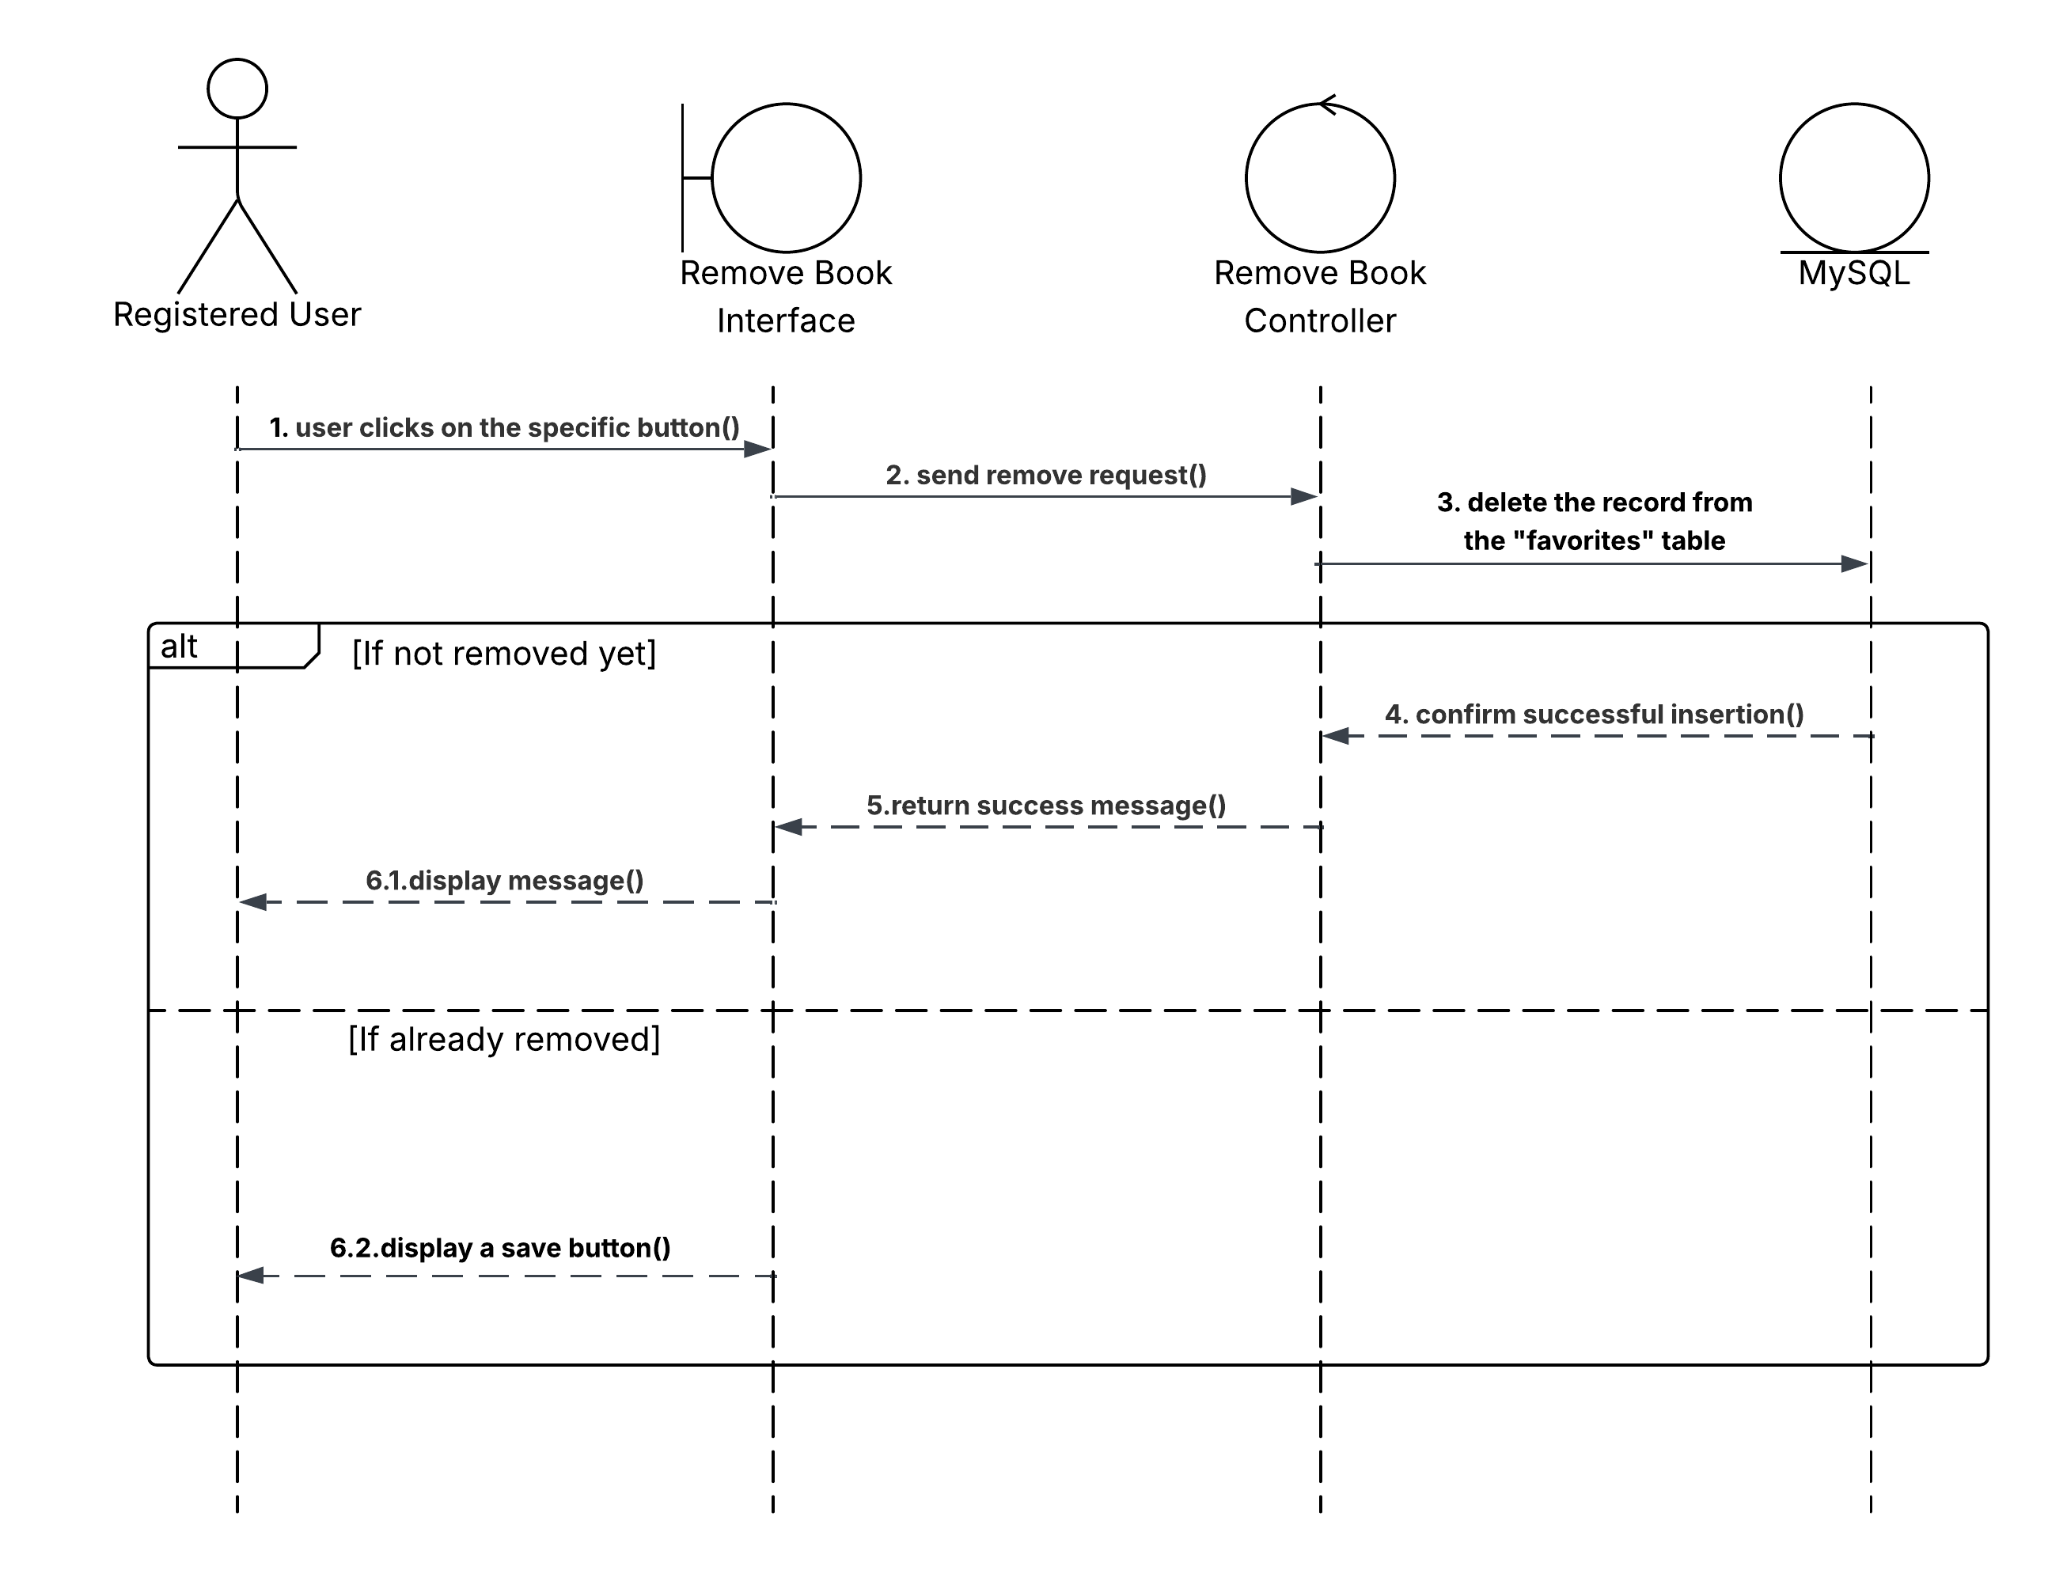 Registered User
Remove Book
Interface
Remove Book
Controller
MySQL
1. user clicks on the specific button()
2. send remove request()
3. delete the record from
the "favorites" table
alt
[If not removed yet]
4. confirm successful insertion()
5.return success message()
6.1.display message()
[If already removed]
6.2.display a save button()